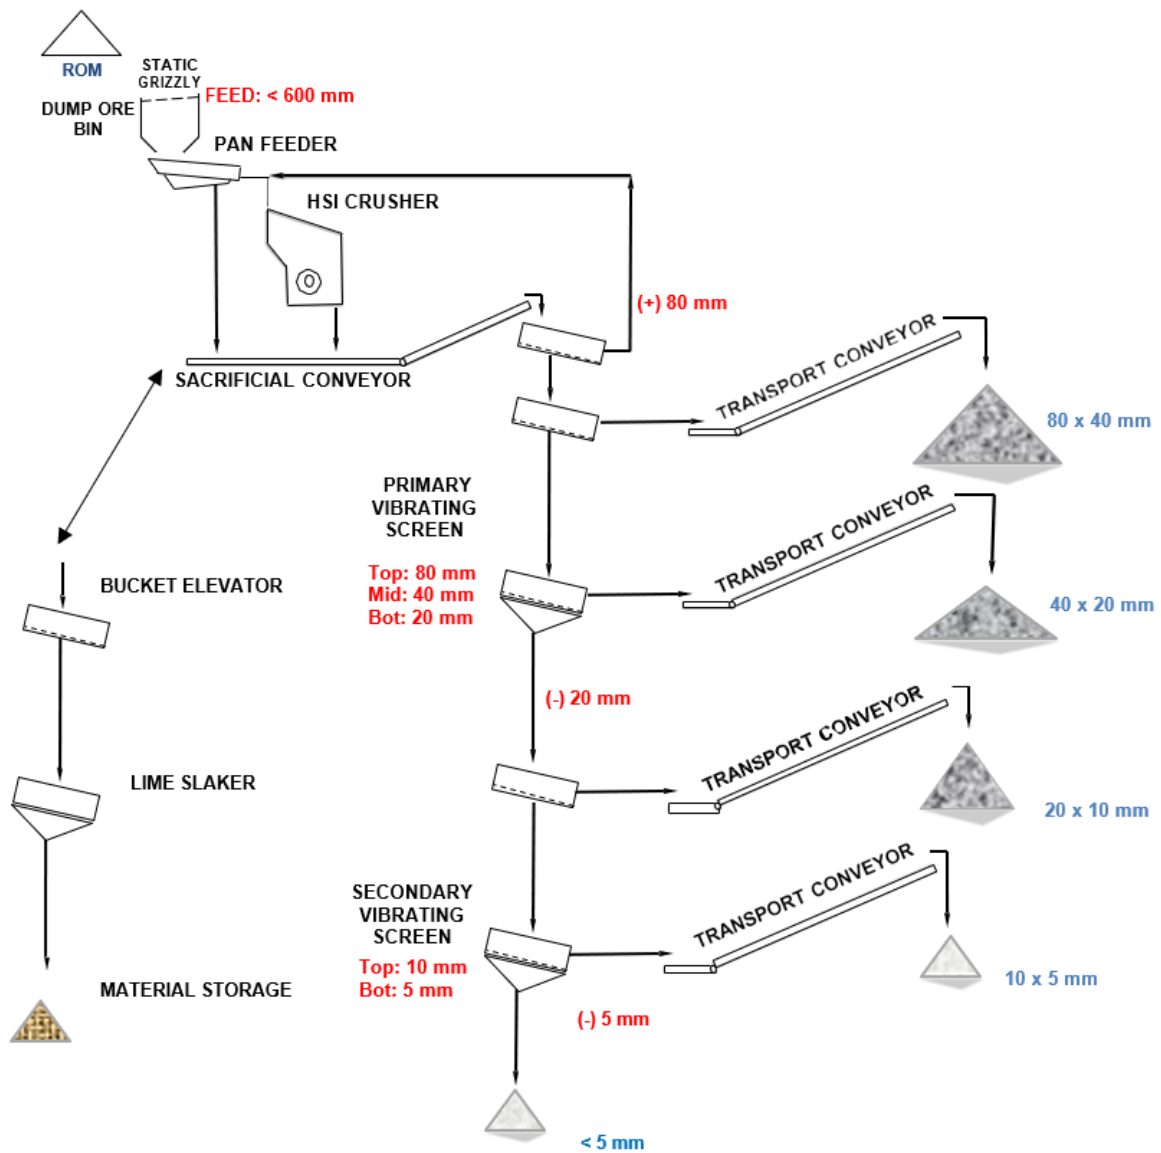 ROM
STATIC
GRIZZLY
FEED: < 600 mm
DUMP ORE
BIN
PAN FEEDER
HSI CRUSHER
(+) 80 mm
SACRIFICIAL CONVEYOR
TRANSPORT CONVEYOR
80 x 40 mm
PRIMARY
VIBRATING
SCREEN
Top: 80 mm
Mid: 40 mm
Bot: 20 mm
TRANSPORT CONVEYOR
40 x 20 mm
BUCKET ELEVATOR
(-) 20 mm
TRANSPORT CONVEYOR
20 x 10 mm
LIME SLAKER
SECONDARY
VIBRATING
SCREEN
Top: 10 mm
Bot: 5 mm
TRANSPORT CONVEYOR
10 x 5 mm
MATERIAL STORAGE
(-) 5 mm
< 5 mm